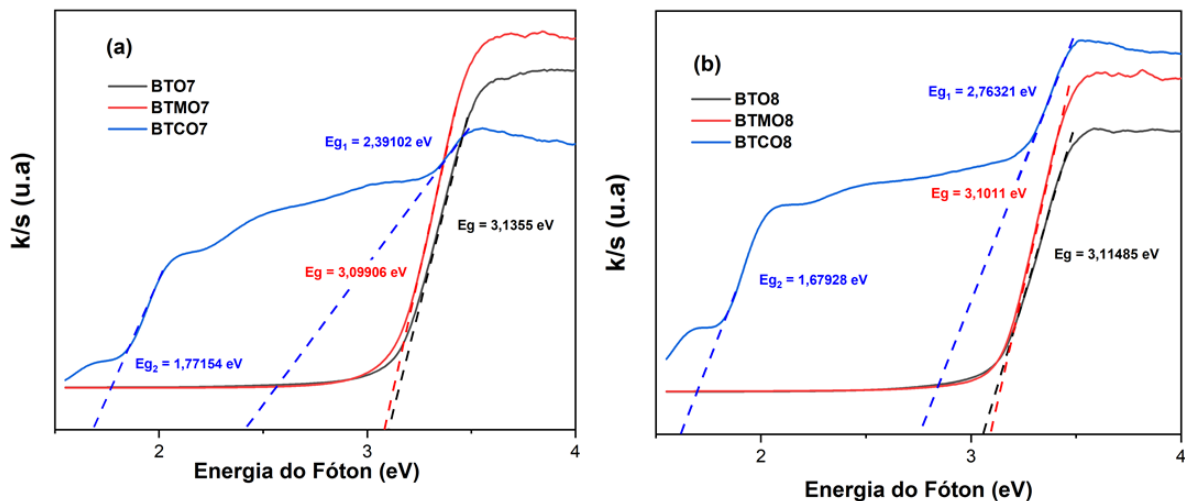 (a)
BTO7
BTMO7
BTCO7
Eg₁ = 2,39102 eV
Eg = 3,1355 eV
Eg = 3,09906 eV
Eg₂ = 1,77154 eV
k/s (u.a)
2 3 4
Energia do Fóton (eV)
(b)
BTO8
BTMO8
BTCO8
Eg₁ = 2,76321 eV
Eg = 3,1011 eV
Eg = 3,11485 eV
Eg₂ = 1,67928 eV
k/s (u.a)
2 3 4
Energia do Fóton (eV)